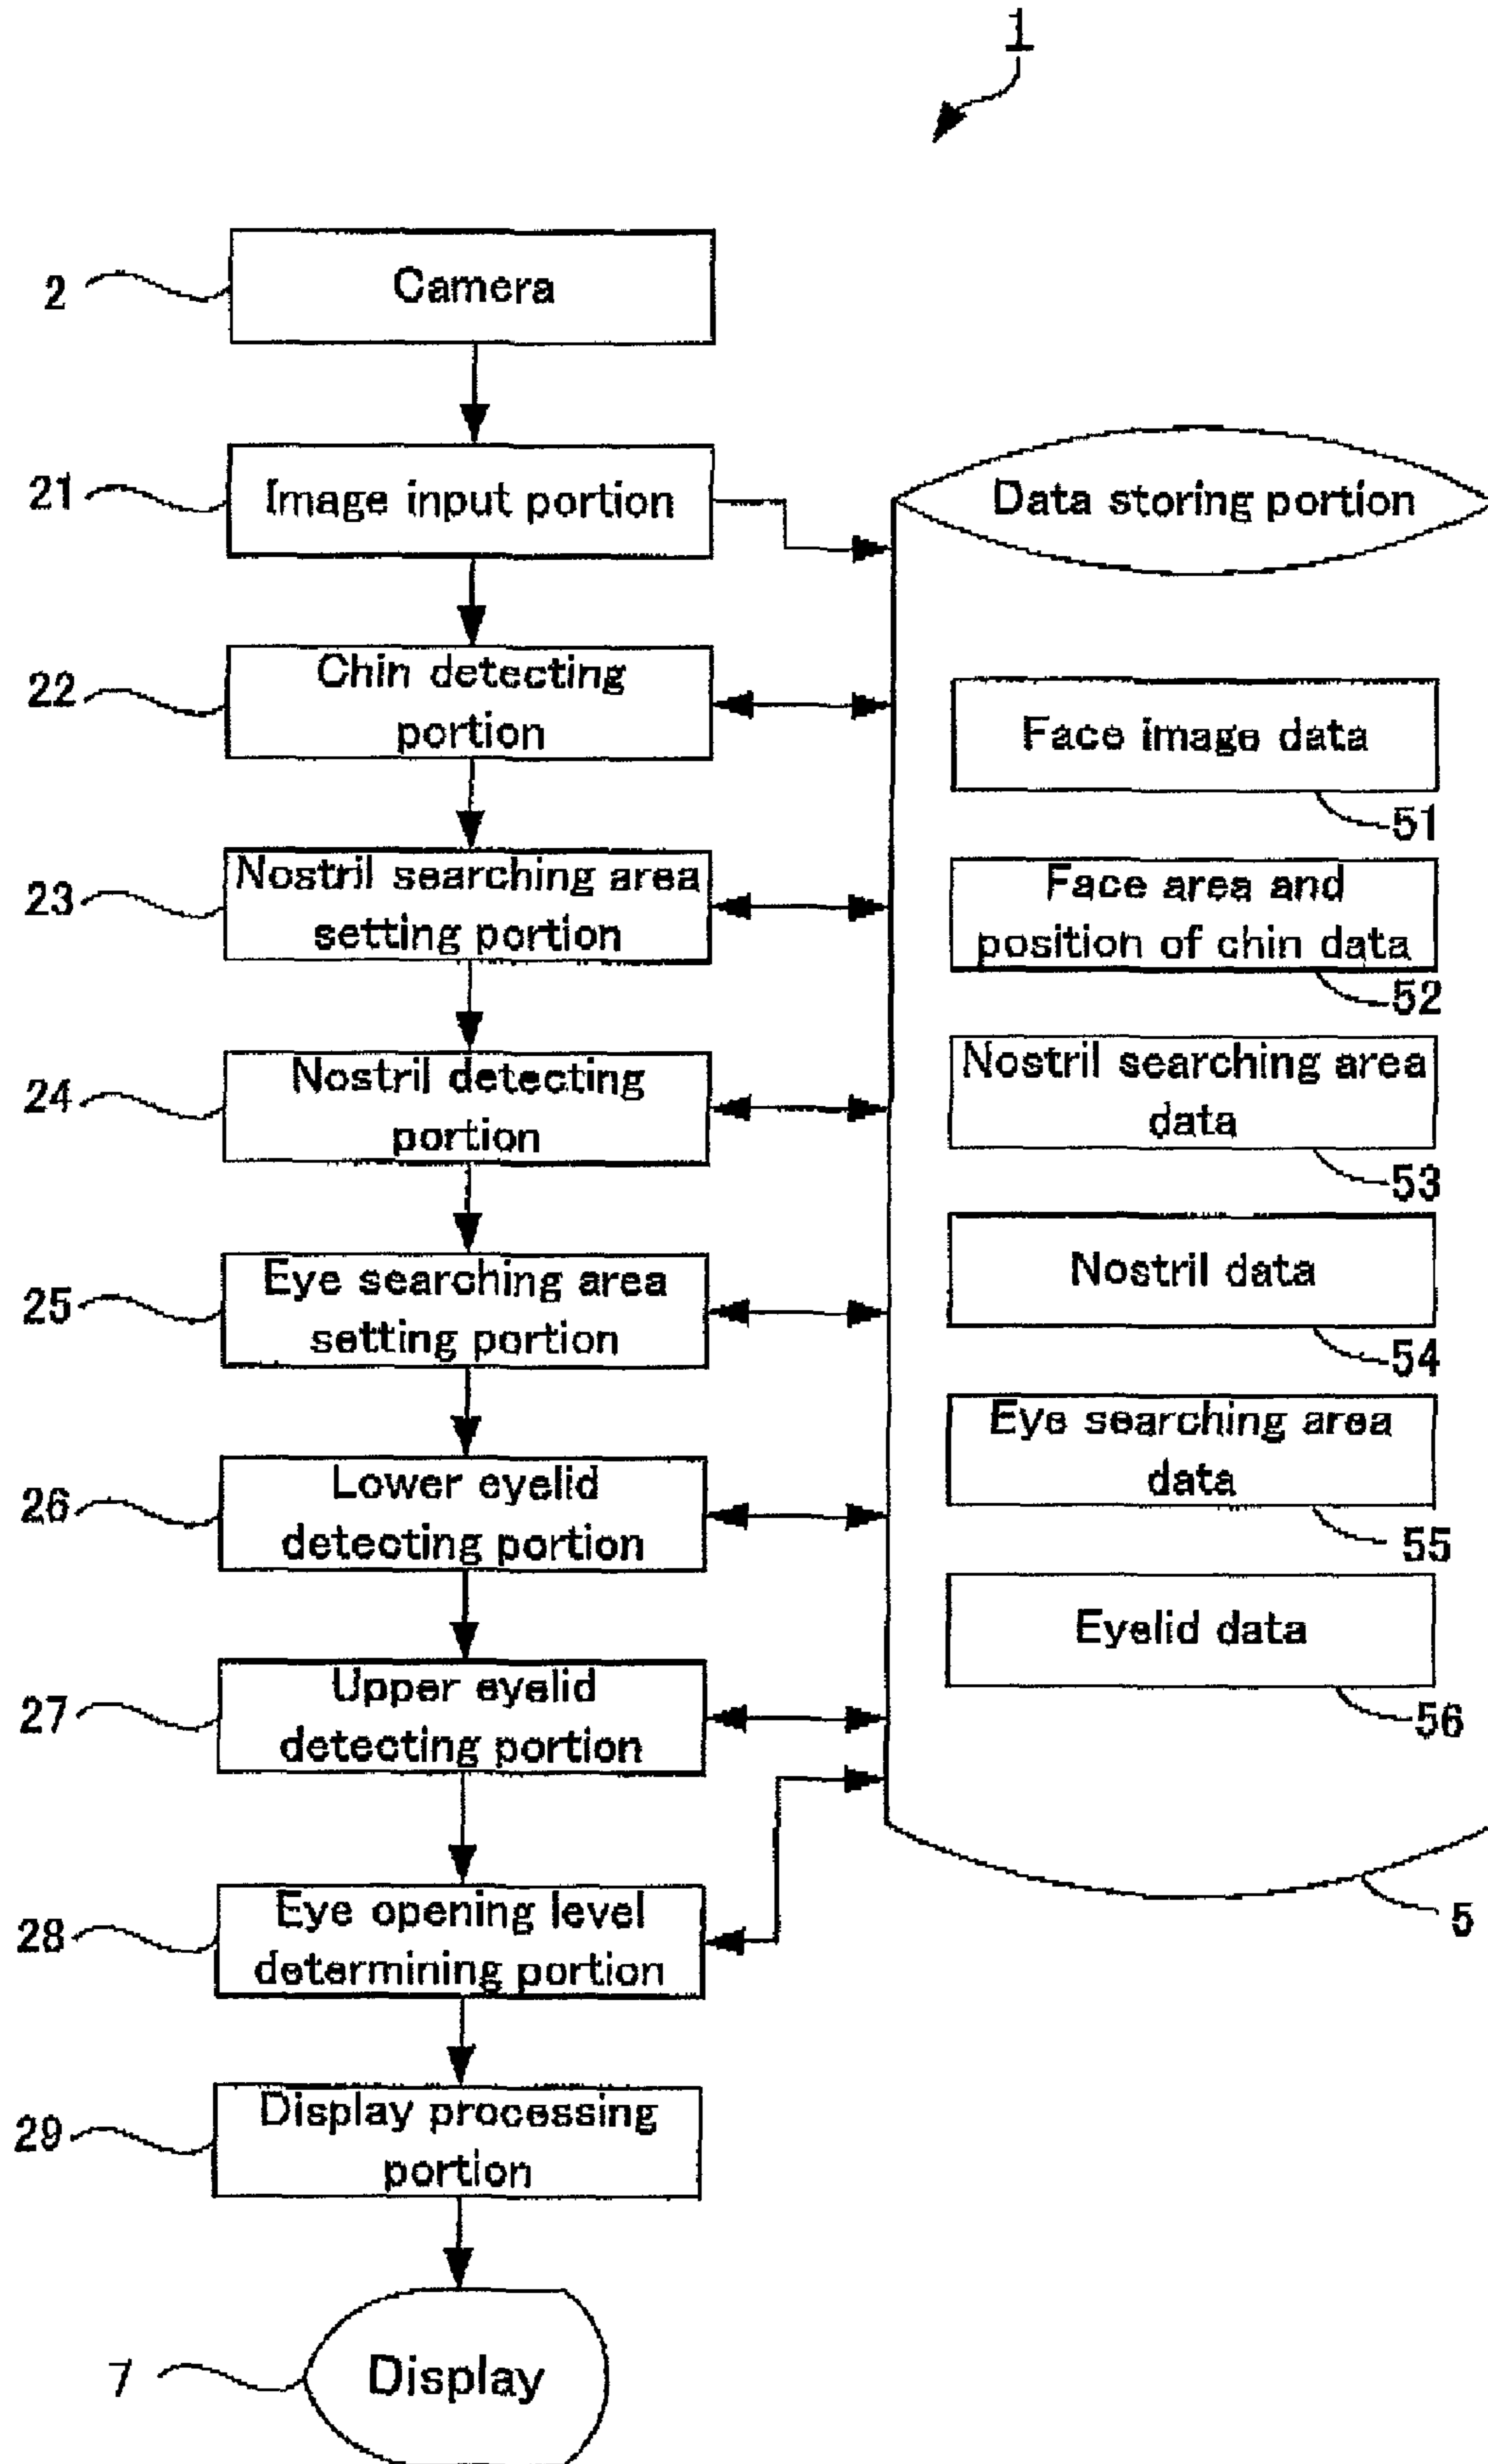 1
2
Camera
21
Image input portion
Data storing portion
22
Chin detecting
portion
Face image data
51
23
Nostril searching area
setting portion
Face area and
position of chin data
52
24
Nostril detecting
portion
Nostril searching area
data
53
25
Eye searching area
setting portion
Nostril data
54
26
Lower eyelid
detecting portion
Eye searching area
data
55
27
Upper eyelid
detecting portion
Eyelid data
56
28
Eye opening level
determining portion
5
29
Display processing
portion
7
Display